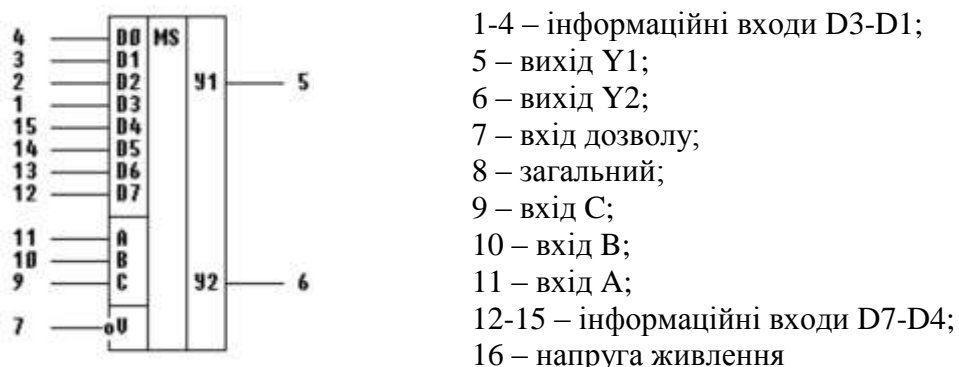 4 D0 MS
3 D1
2 D2 У1 5
1 D3
15 D4
14 D5
13 D6
12 D7
11 A
10 B
9 C У2 6
7 V
1-4 – інформаційні входи D3-D1;
5 – вихід Y1;
6 – вихід Y2;
7 – вхід дозволу;
8 – загальний;
9 – вхід C;
10 – вхід B;
11 – вхід A;
12-15 – інформаційні входи D7-D4;
16 – напруга живлення